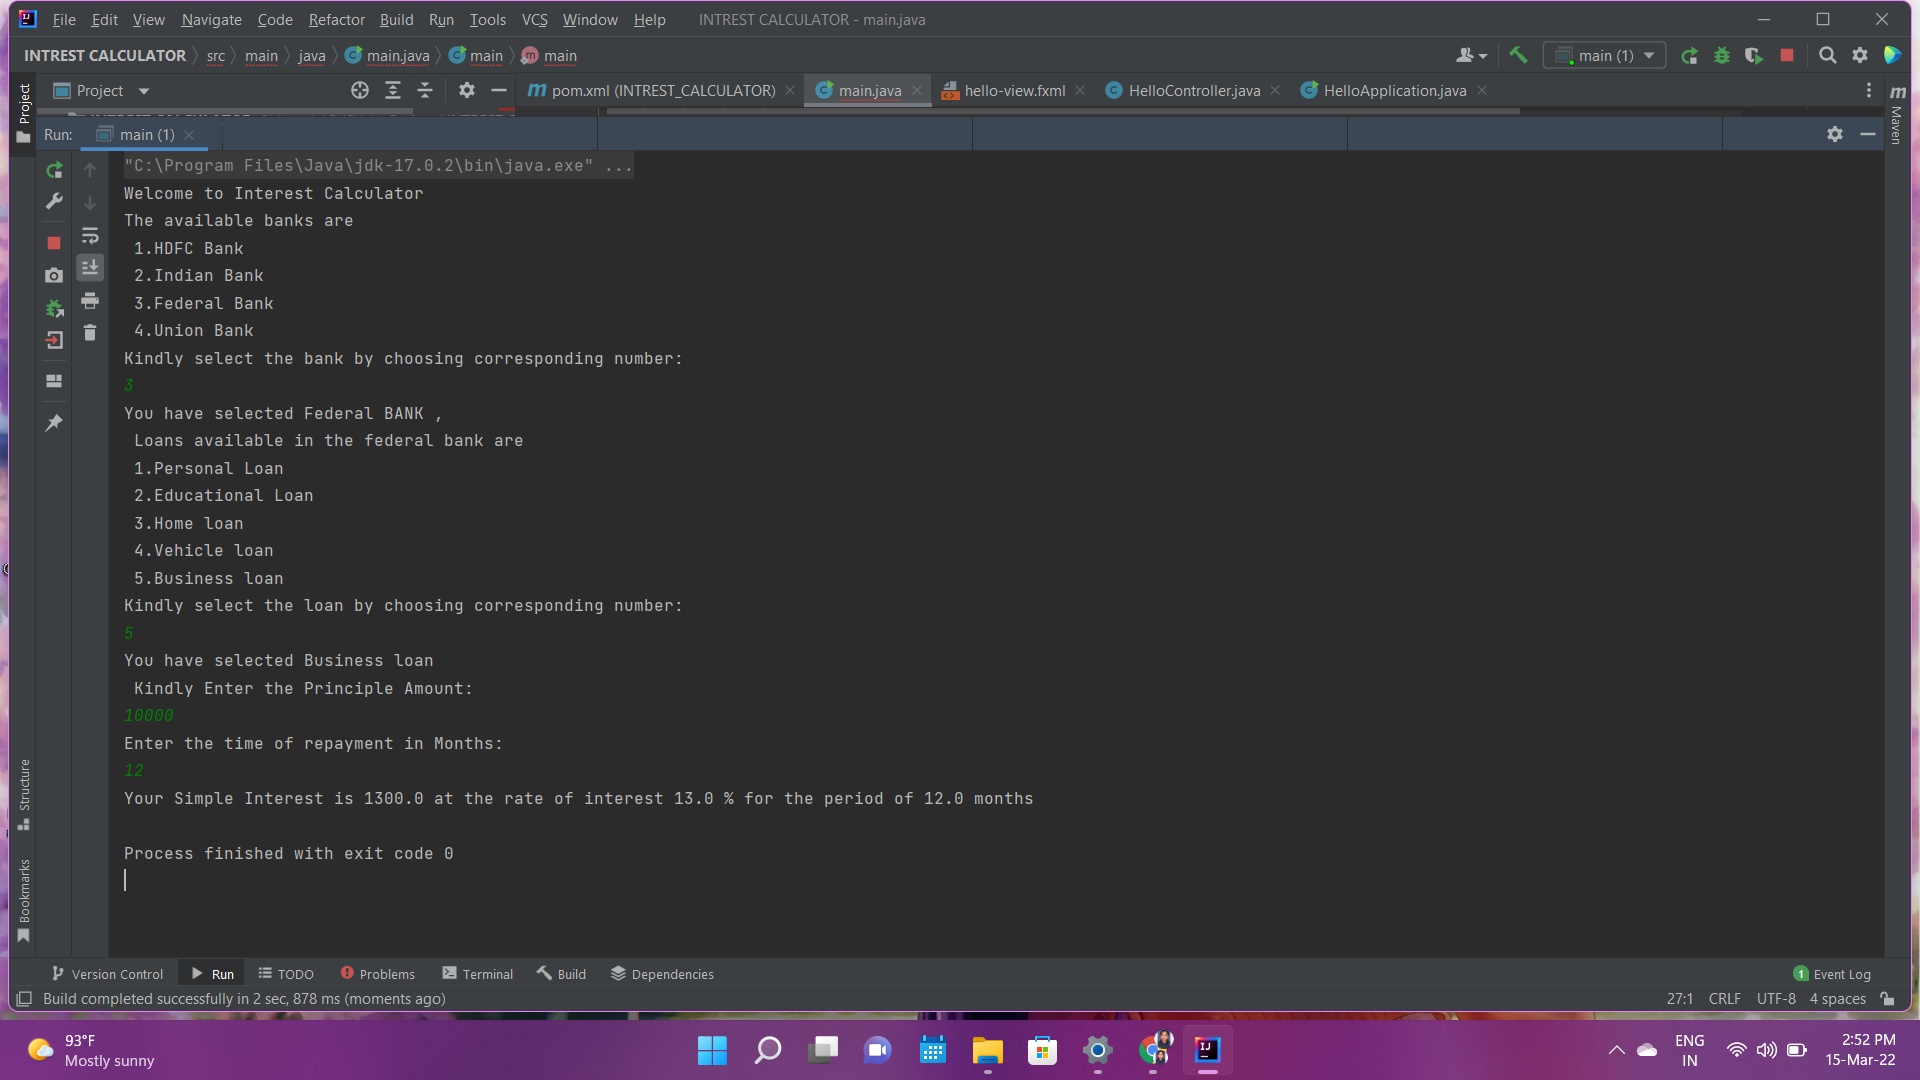 File Edit View Navigate Code Refactor Build Run Tools VCS Window Help INTREST CALCULATOR - main.java
INTREST CALCULATOR src main java main.java main main main (1)
Project pom.xml (INTREST_CALCULATOR) main.java hello-view.fxml HelloController.java HelloApplication.java
Project
Maven
Run: main (1)
"C:\Program Files\Java\jdk-17.0.2\bin\java.exe" ...
Welcome to Interest Calculator
The available banks are
1.HDFC Bank
2.Indian Bank
3.Federal Bank
4.Union Bank
Kindly select the bank by choosing corresponding number:
3
You have selected Federal BANK ,
Loans available in the federal bank are
1.Personal Loan
2.Educational Loan
3.Home loan
4.Vehicle loan
5.Business loan
Kindly select the loan by choosing corresponding number:
5
You have selected Business loan
Kindly Enter the Principle Amount:
10000
Enter the time of repayment in Months:
12
Your Simple Interest is 1300.0 at the rate of interest 13.0 % for the period of 12.0 months
Process finished with exit code 0
Structure
Bookmarks
Version Control Run TODO Problems Terminal Build Dependencies 1 Event Log
Build completed successfully in 2 sec, 878 ms (moments ago) 27:1 CRLF UTF-8 4 spaces
93°F
Mostly sunny
ENG
IN
2:52 PM
15-Mar-22